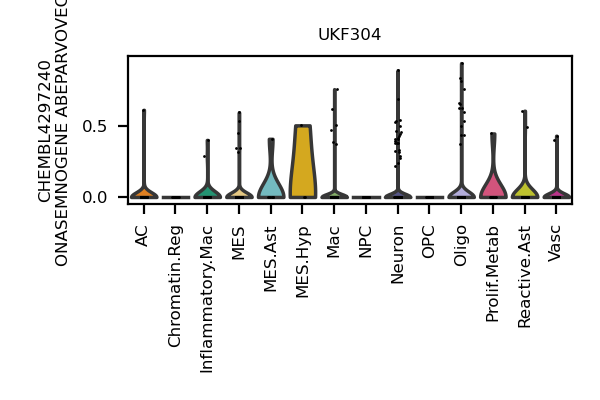 UKF304
CHEMBL4297240
ONASEMNOGENE ABEPARVOVEC
0.5
0.0
AC
Chromatin.Reg
Inflammatory.Mac
MES
MES.Ast
MES.Hyp
Mac
NPC
Neuron
OPC
Oligo
Prolif.Metab
Reactive.Ast
Vasc